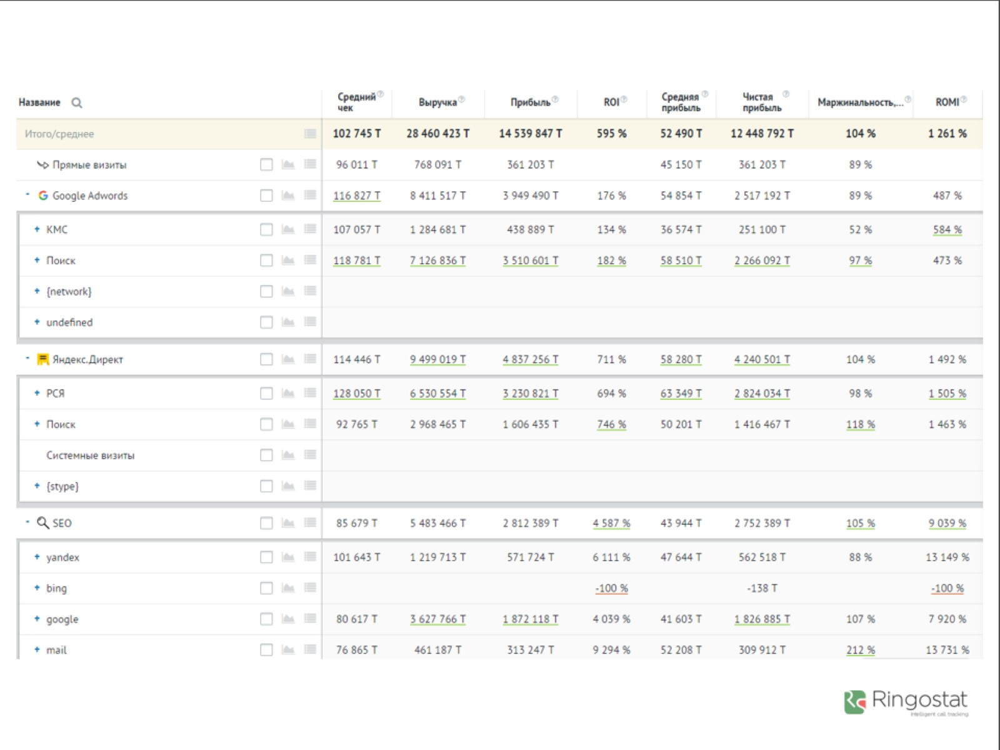 Название Средний чек Выручка Прибыль ROI Средняя прибыль Чистая прибыль Маржинальность,... ROMI
Итого/среднее 102 745 Т 28 460 423 Т 14 539 847 Т 595 % 52 490 Т 12 448 792 Т 104 % 1 261 %
Прямые визиты 96 011 Т 768 091 Т 361 203 Т 45 150 Т 361 203 Т 89 %
- Google Adwords 116 827 Т 8 411 517 Т 3 949 490 Т 176 % 54 854 Т 2 517 192 Т 89 % 487 %
+ КМС 107 057 Т 1 284 681 Т 438 889 Т 134 % 36 574 Т 251 100 Т 52 % 584 %
+ Поиск 118 781 Т 7 126 836 Т 3 510 601 Т 182 % 58 510 Т 2 266 092 Т 97 % 473 %
+ {network}
+ undefined
- Яндекс.Директ 114 446 Т 9 499 019 Т 4 837 256 Т 711 % 58 280 Т 4 240 501 Т 104 % 1 492 %
+ РСЯ 128 050 Т 6 530 554 Т 3 230 821 Т 694 % 63 349 Т 2 824 034 Т 98 % 1 505 %
+ Поиск 92 765 Т 2 968 465 Т 1 606 435 Т 746 % 50 201 Т 1 416 467 Т 118 % 1 463 %
Системные визиты
+ {stype}
- SEO 85 679 Т 5 483 466 Т 2 812 389 Т 4 587 % 43 944 Т 2 752 389 Т 105 % 9 039 %
+ yandex 101 643 Т 1 219 713 Т 571 724 Т 6 111 % 47 644 Т 562 518 Т 88 % 13 149 %
+ bing -100 % -138 Т -100 %
+ google 80 617 Т 3 627 766 Т 1 872 118 Т 4 039 % 41 603 Т 1 826 885 Т 107 % 7 920 %
+ mail 76 865 Т 461 187 Т 313 247 Т 9 294 % 52 208 Т 309 912 Т 212 % 13 731 %
Ringostat
intelligent call tracking